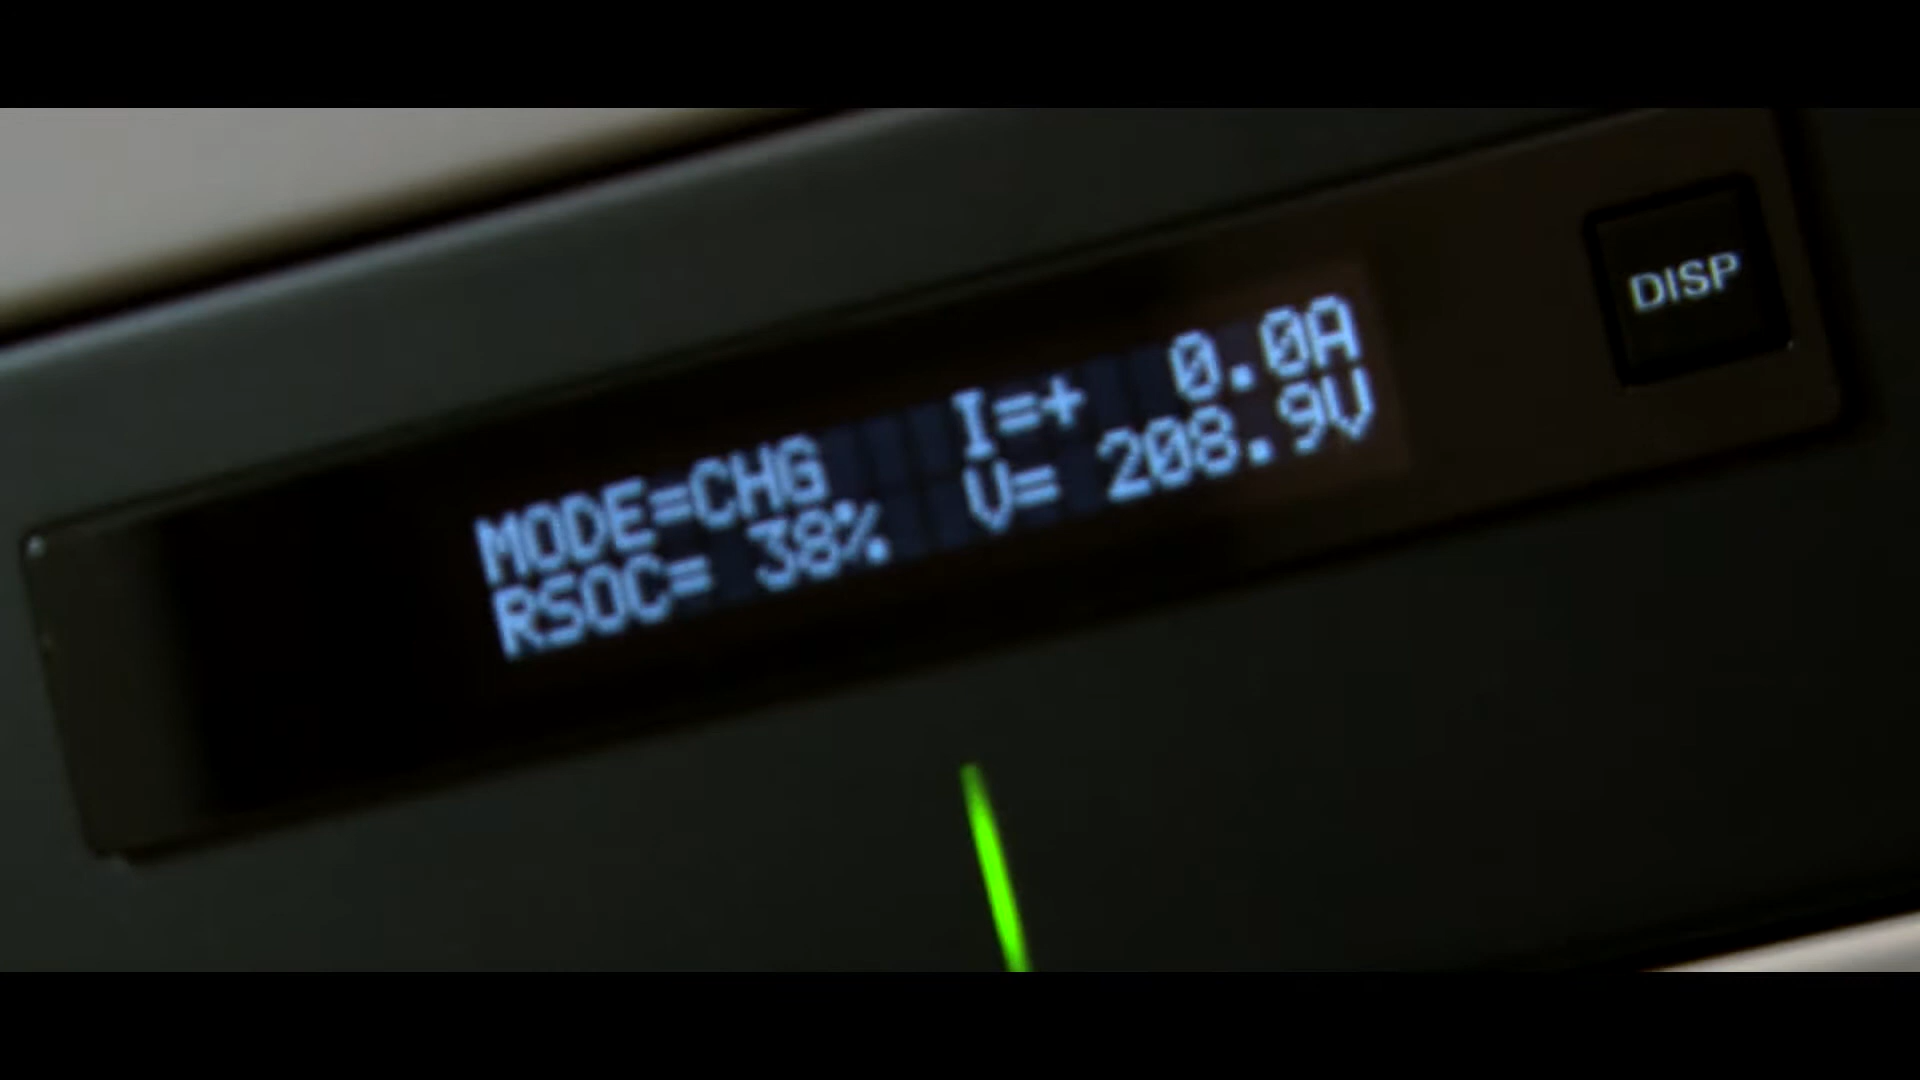 MODE=CHG I=+ 0.0A
RSOC= 38% V= 208.9V
DISP